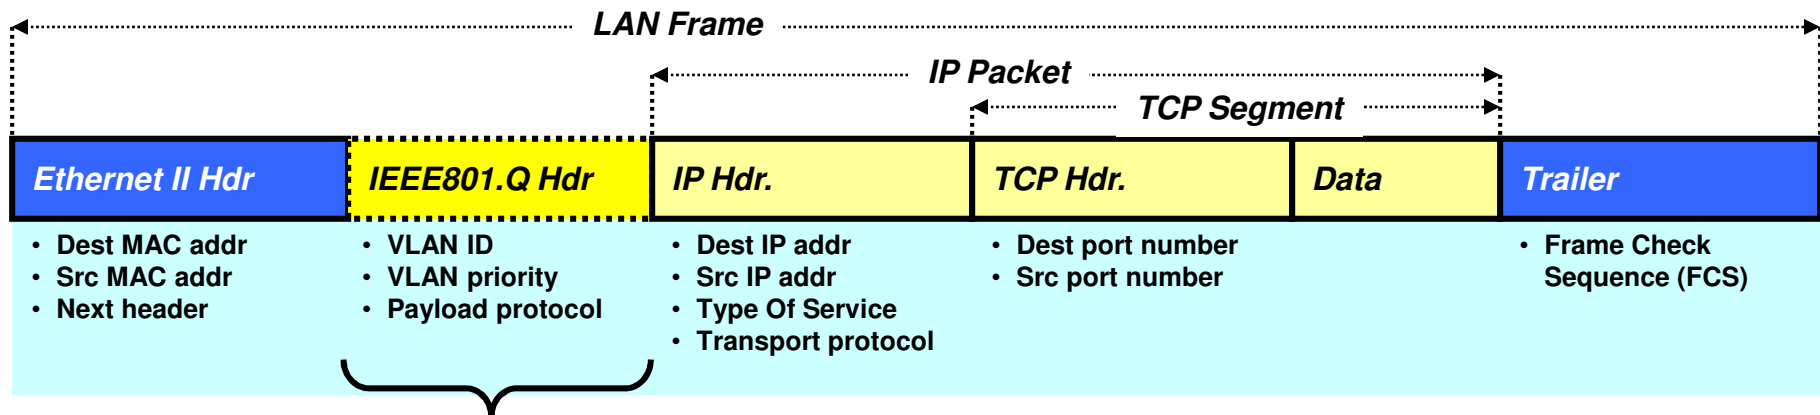 LAN Frame
IP Packet
TCP Segment
Ethernet II Hdr
IEEE801.Q Hdr
IP Hdr.
TCP Hdr.
Data
Trailer
• Dest MAC addr
• Src MAC addr
• Next header
• VLAN ID
• VLAN priority
• Payload protocol
• Dest IP addr
• Src IP addr
• Type Of Service
• Transport protocol
• Dest port number
• Src port number
• Frame Check
Sequence (FCS)